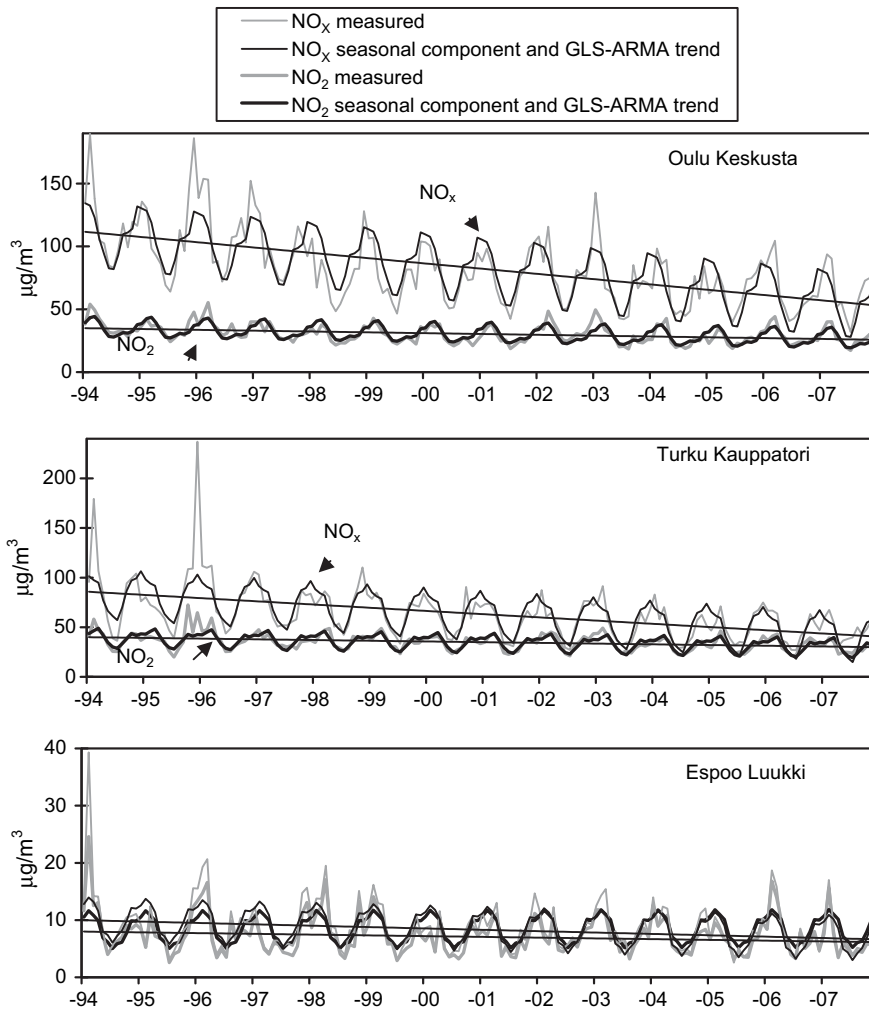 NOX measured
NOX seasonal component and GLS-ARMA trend
NO2 measured
NO2 seasonal component and GLS-ARMA trend
Oulu Keskusta
150
100
50
0
µg/m3
NOx
NO2
-94 -95 -96 -97 -98 -99 -00 -01 -02 -03 -04 -05 -06 -07
Turku Kauppatori
200
150
100
50
0
µg/m3
NOx
NO2
-94 -95 -96 -97 -98 -99 -00 -01 -02 -03 -04 -05 -06 -07
Espoo Luukki
40
30
20
10
0
µg/m3
-94 -95 -96 -97 -98 -99 -00 -01 -02 -03 -04 -05 -06 -07